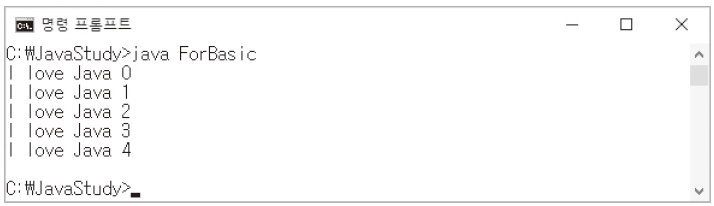 명령 프롬프트
C:₩JavaStudy>java ForBasic
I love Java 0
I love Java 1
I love Java 2
I love Java 3
I love Java 4
C:₩JavaStudy>